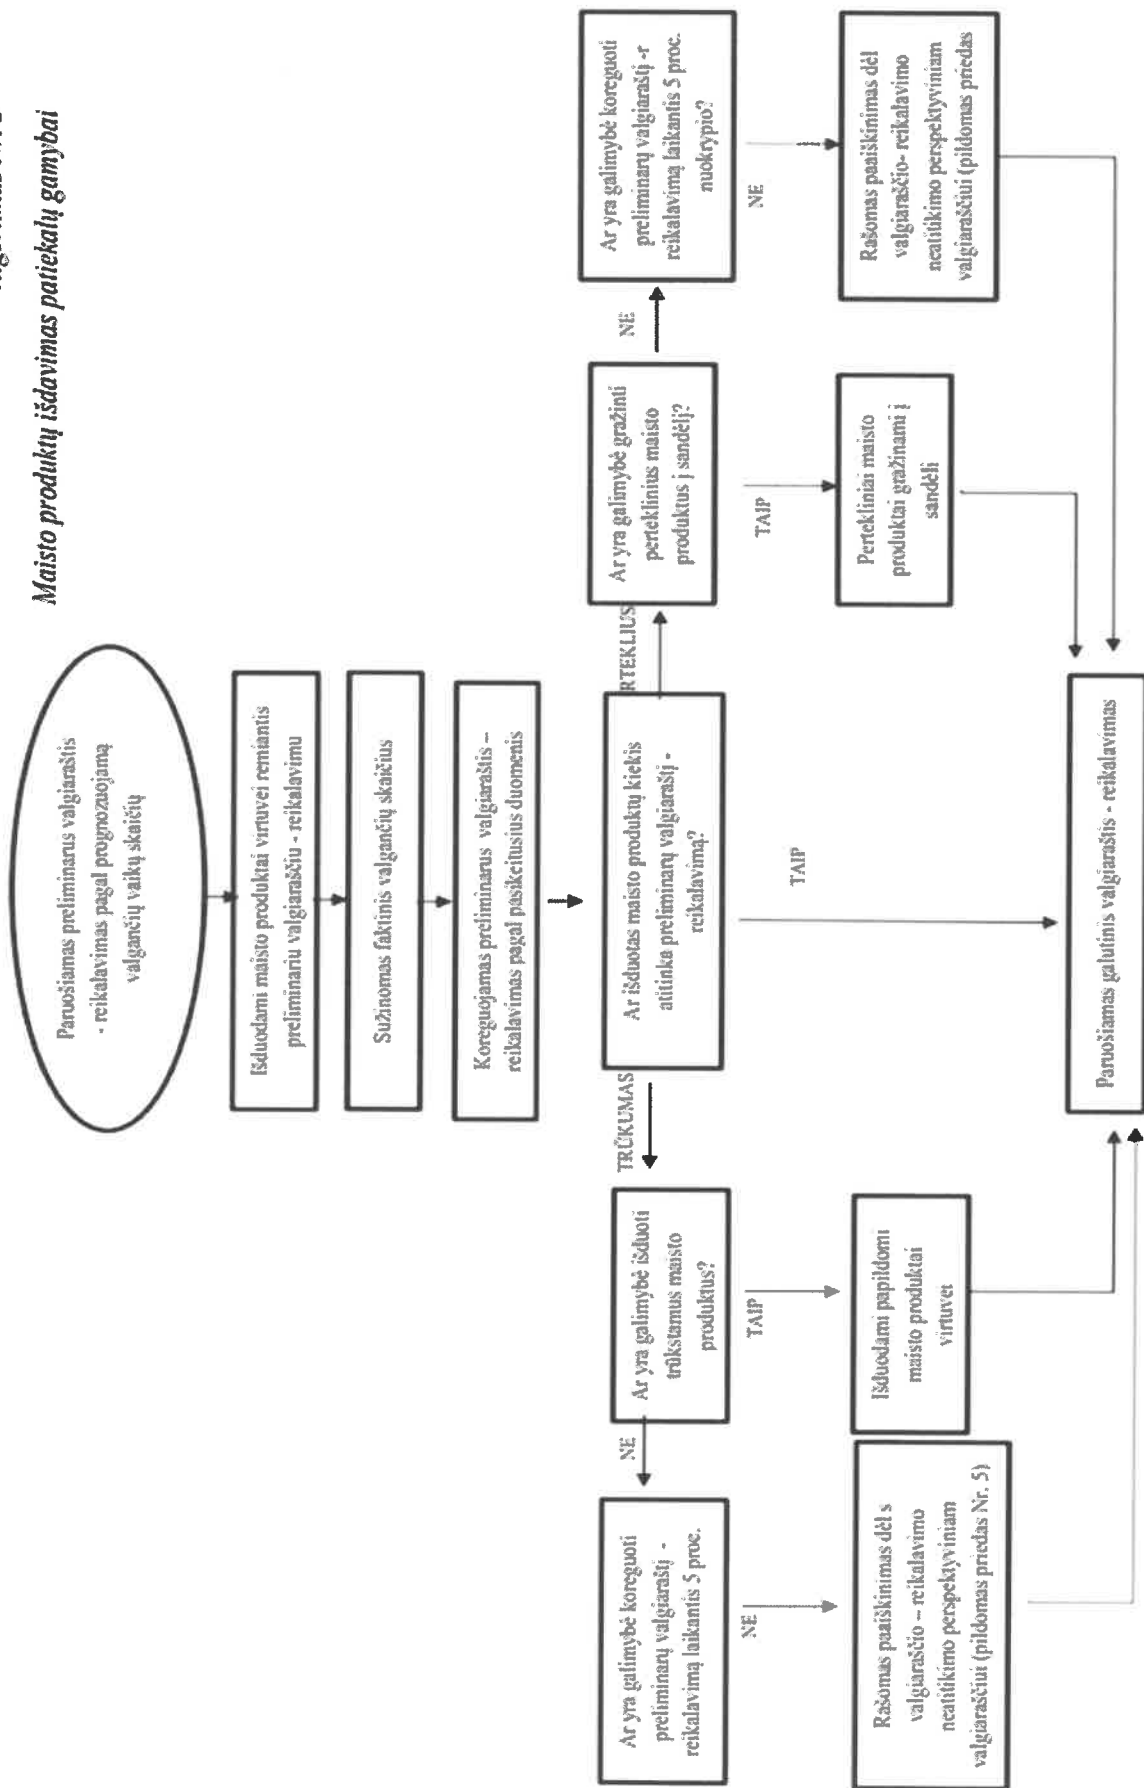 Maisto produktų išdavimas patiekalų gamybai
Paruošiamas preliminarus valgiaraštis
- reikalavimas pagal prognozuojamą
valgančių vaikų skaičių
Išduodami maisto produktai virtuvei remiantis
preliminariu valgiaraščiu - reikalavimu
Sužinomas faktinis valgančių skaičius
Koreguojamas preliminarus valgiaraštis –
reikalavimas pagal pasikeitusius duomenis
Ar išduotas maisto produktų kiekis
atitinka preliminarų valgiaraštį -
reikalavimą?
TRŪKUMAS
RTEKLIUS
TAIP
Ar yra galimybė išduoti
trūkstamus maisto
produktus?
NE
TAIP
Ar yra galimybė koreguoti
preliminarų valgiaraštį -
reikalavimą laikantis 5 proc.
NE
Rašomas paaiškinimas dėl s
valgiaraščio – reikalavimo
neatitikimo perspektyviniam
valgiaraščiui (pildomas priedas Nr. 5)
Išduodami papildomi
maisto produktai
virtuvei
Ar yra galimybė gražinti
perteklinius maisto
produktus į sandėlį?
NE
TAIP
Ar yra galimybė koreguoti
preliminarų valgiaraštį -r
reikalavimą laikantis 5 proc.
nuokrypio?
NE
Pertekliniai maisto
produktai gražinami į
sandėli
Rašomas paaiškinimas dėl
valgiaraščio- reikalavimo
neatitikimo perspektyviniam
valgiaraščiui (pildomas priedas
Paruošiamas galutinis valgiaraštis - reikalavimas